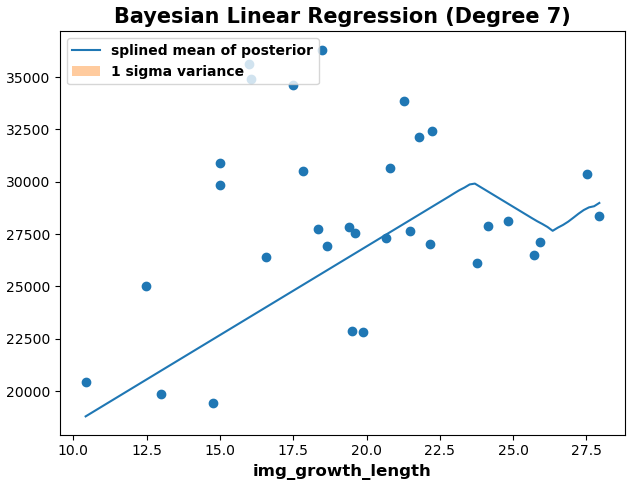 Bayesian Linear Regression (Degree 7)
splined mean of posterior
1 sigma variance
35000
32500
30000
27500
25000
22500
20000
10.0 12.5 15.0 17.5 20.0 22.5 25.0 27.5
img_growth_length